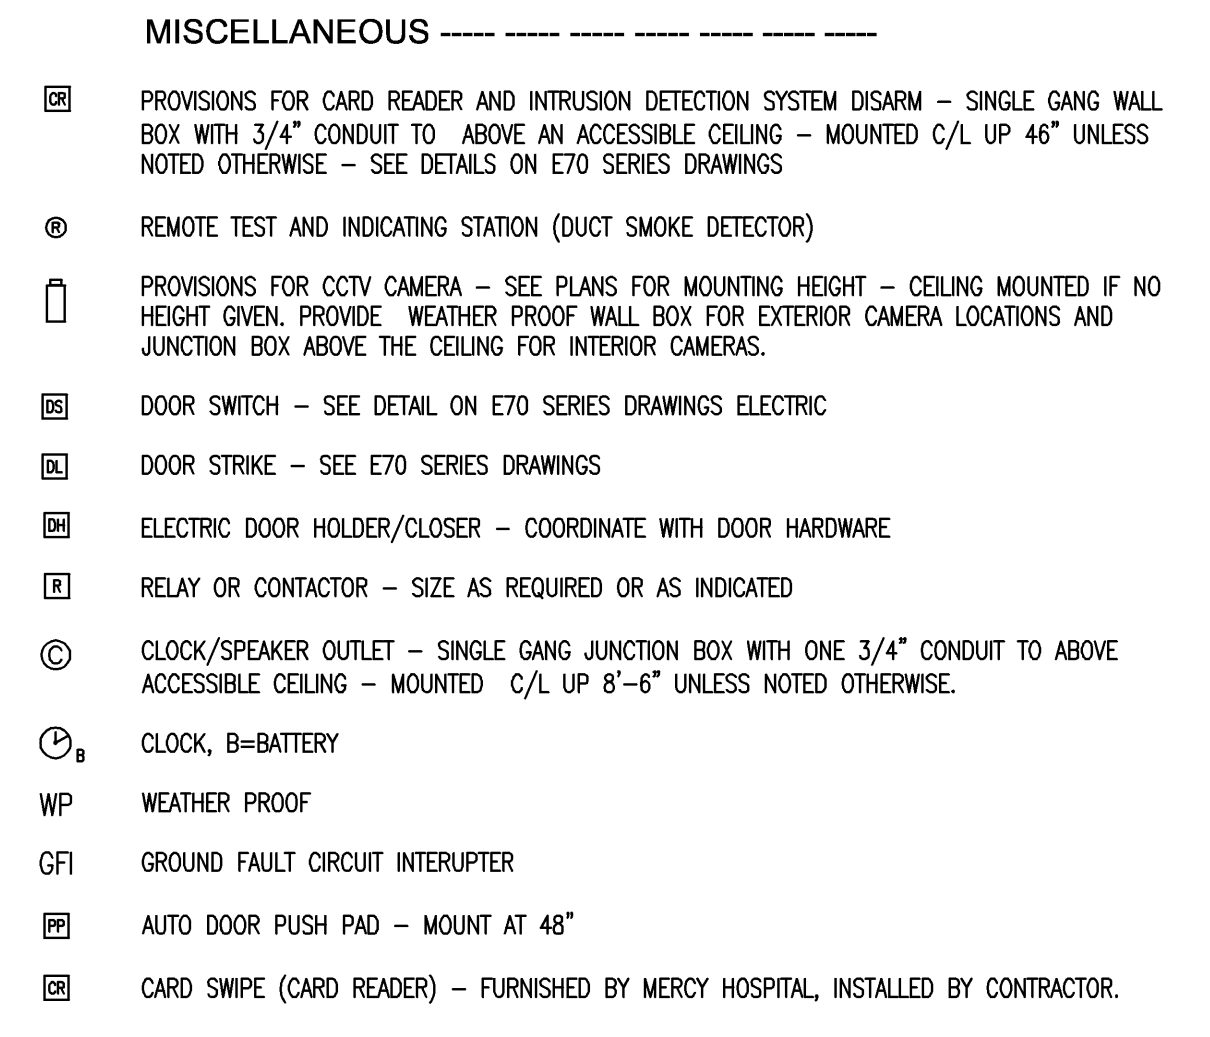 MISCELLANEOUS ----- ----- ----- ----- ----- ----- -----
CR PROVISIONS FOR CARD READER AND INTRUSION DETECTION SYSTEM DISARM – SINGLE GANG WALL
BOX WITH 3/4" CONDUIT TO ABOVE AN ACCESSIBLE CEILING – MOUNTED C/L UP 46" UNLESS
NOTED OTHERWISE – SEE DETAILS ON E70 SERIES DRAWINGS
R REMOTE TEST AND INDICATING STATION (DUCT SMOKE DETECTOR)
PROVISIONS FOR CCTV CAMERA – SEE PLANS FOR MOUNTING HEIGHT – CEILING MOUNTED IF NO
HEIGHT GIVEN. PROVIDE WEATHER PROOF WALL BOX FOR EXTERIOR CAMERA LOCATIONS AND
JUNCTION BOX ABOVE THE CEILING FOR INTERIOR CAMERAS.
DS DOOR SWITCH – SEE DETAIL ON E70 SERIES DRAWINGS ELECTRIC
DL DOOR STRIKE – SEE E70 SERIES DRAWINGS
DH ELECTRIC DOOR HOLDER/CLOSER – COORDINATE WITH DOOR HARDWARE
R RELAY OR CONTACTOR – SIZE AS REQUIRED OR AS INDICATED
C CLOCK/SPEAKER OUTLET – SINGLE GANG JUNCTION BOX WITH ONE 3/4" CONDUIT TO ABOVE
ACCESSIBLE CEILING – MOUNTED C/L UP 8'–6" UNLESS NOTED OTHERWISE.
B CLOCK, B=BATTERY
WP WEATHER PROOF
GFI GROUND FAULT CIRCUIT INTERUPTER
PP AUTO DOOR PUSH PAD – MOUNT AT 48"
CR CARD SWIPE (CARD READER) – FURNISHED BY MERCY HOSPITAL, INSTALLED BY CONTRACTOR.